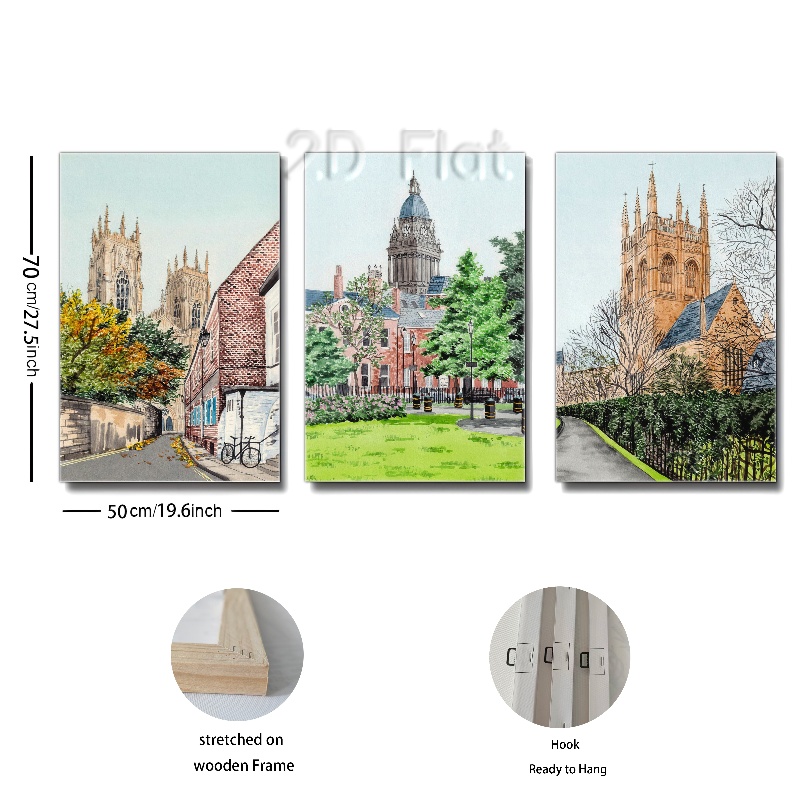 2D Flat
70 cm/27.5inch
50cm/19.6inch
stretched on
wooden Frame
Hook
Ready to Hang